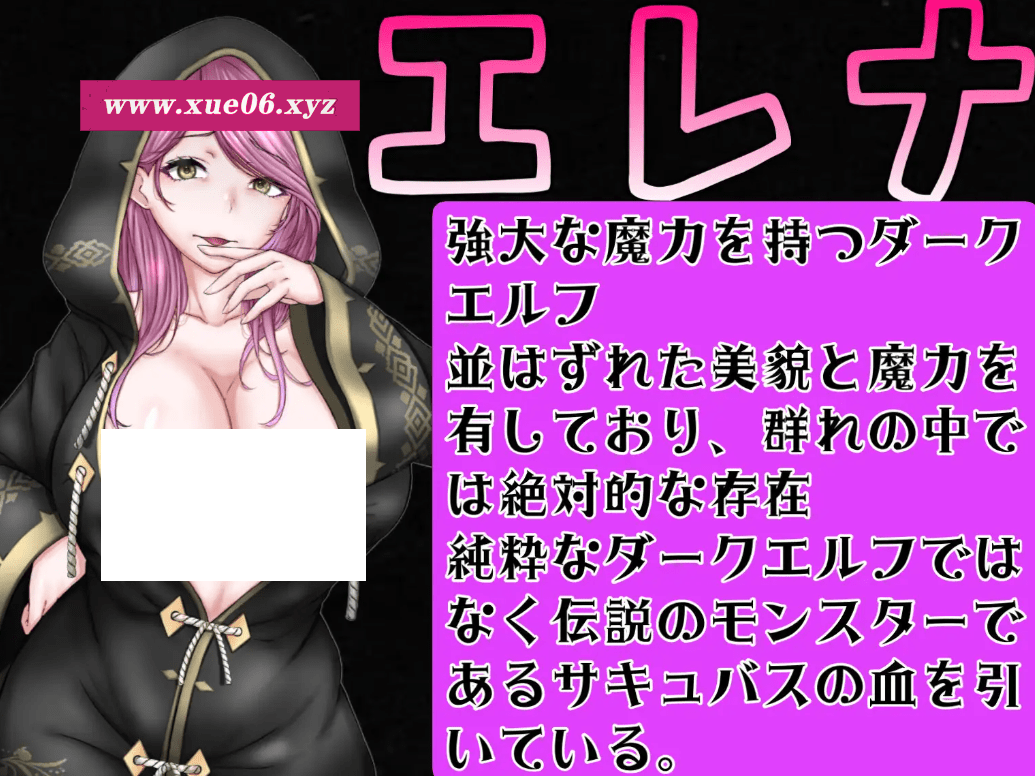 エレナ
www.xue06.xyz
強大な魔力を持つダーク
エルフ
並はずれた美貌と魔力を
有しており、群れの中で
は絶対的な存在
純粋なダークエルフでは
なく伝説のモンスターで
あるサキュバスの血を引
いている。